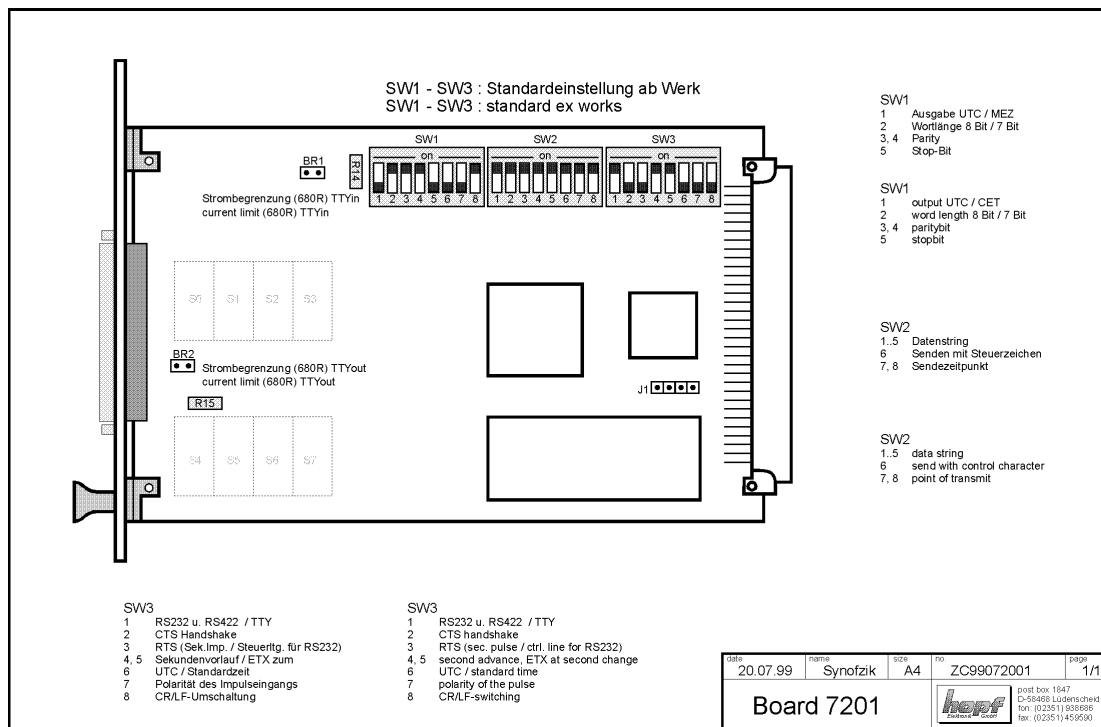 SW1 - SW3 : Standardeinstellung ab Werk
SW1 - SW3 : standard ex works
SW1
on
1 2 3 4 5 6 7 8
SW2
on
1 2 3 4 5 6 7 8
SW3
on
1 2 3 4 5 6 7 8
BR1
R14
Strombegrenzung (680R) TTYin
current limit (680R) TTYin
S0 S1 S2 S3
BR2
Strombegrenzung (680R) TTYout
current limit (680R) TTYout
R15
S4 S5 S6 S7
J1
SW1
1 Ausgabe UTC / MEZ
2 Wortlänge 8 Bit / 7 Bit
3, 4 Parity
5 Stop-Bit
SW1
1 output UTC / CET
2 word length 8 Bit / 7 Bit
3, 4 paritybit
5 stopbit
SW2
1..5 Datenstring
6 Senden mit Steuerzeichen
7, 8 Sendezeitpunkt
SW2
1..5 data string
6 send with control character
7, 8 point of transmit
SW3
1 RS232 u. RS422 / TTY
2 CTS Handshake
3 RTS (Sek.Imp. / Steuerltg. für RS232)
4, 5 Sekundenvorlauf / ETX zum
6 UTC / Standardzeit
7 Polarität des Impulseingangs
8 CR/LF-Umschaltung
SW3
1 RS232 u. RS422 / TTY
2 CTS handshake
3 RTS (sec. pulse / ctrl. line for RS232)
4, 5 second advance, ETX at second change
6 UTC / standard time
7 polarity of the pulse
8 CR/LF-switching
date
20.07.99
name
Synofzik
size
A4
no.
ZC99072001
page
1/1
Board 7201
hopf
Elektronik GmbH
post box 1847
D-58468 Lüdenscheid
fon: (02351) 938686
fax: (02351) 459590